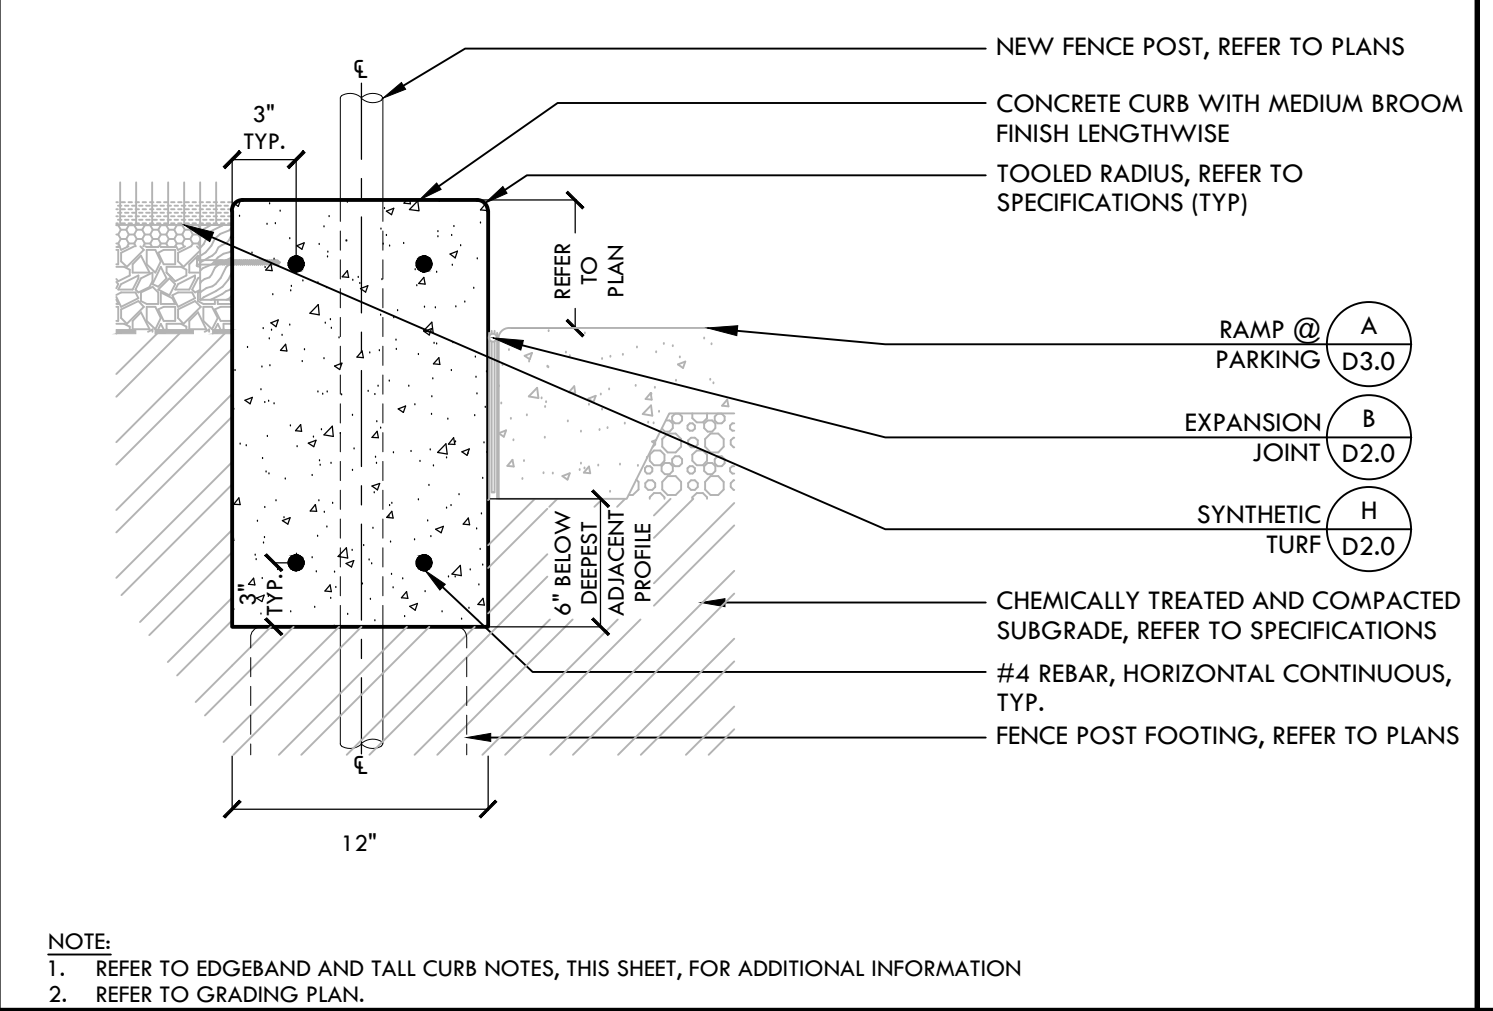 NEW FENCE POST, REFER TO PLANS
CONCRETE CURB WITH MEDIUM BROOM
FINISH LENGTHWISE
TOOLED RADIUS, REFER TO
SPECIFICATIONS (TYP)
℄
3"
TYP.
REFER
TO
PLAN
RAMP @
PARKING
A
D3.0
EXPANSION
JOINT
B
D2.0
SYNTHETIC
TURF
H
D2.0
6" BELOW
DEEPEST
ADJACENT
PROFILE
3"
TYP.
CHEMICALLY TREATED AND COMPACTED
SUBGRADE, REFER TO SPECIFICATIONS
#4 REBAR, HORIZONTAL CONTINUOUS,
TYP.
FENCE POST FOOTING, REFER TO PLANS
℄
12"
NOTE:
1. REFER TO EDGEBAND AND TALL CURB NOTES, THIS SHEET, FOR ADDITIONAL INFORMATION
2. REFER TO GRADING PLAN.